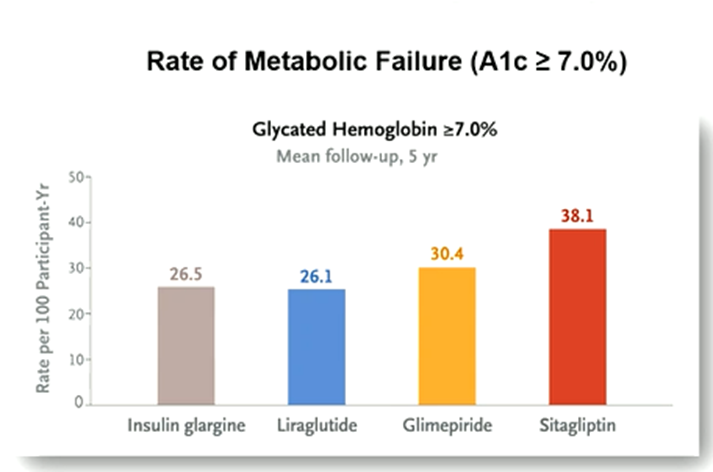 Rate of Metabolic Failure (A1c ≥ 7.0%)
Glycated Hemoglobin ≥7.0%
Mean follow-up, 5 yr
Rate per 100 Participant-Yr
50
40
30
20
10
0
26.5
26.1
30.4
38.1
Insulin glargine
Liraglutide
Glimepiride
Sitagliptin